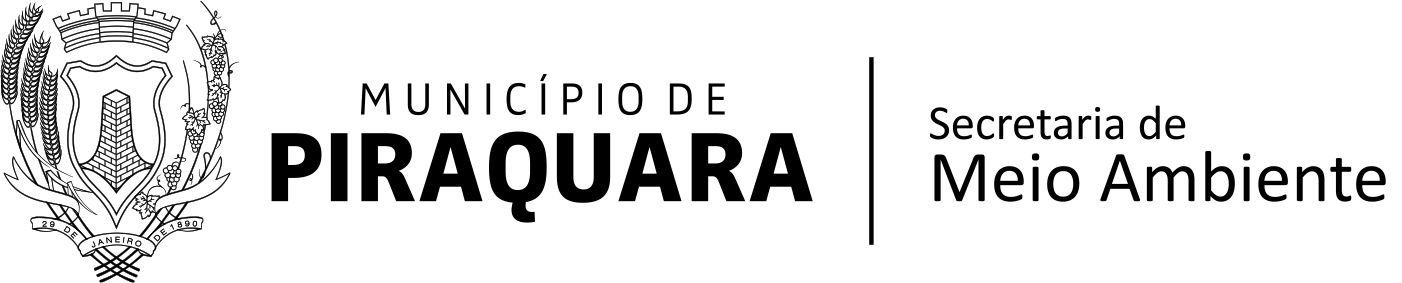 29 DE JANEIRO DE 1890
MUNICÍPIO DE
PIRAQUARA
Secretaria de
Meio Ambiente